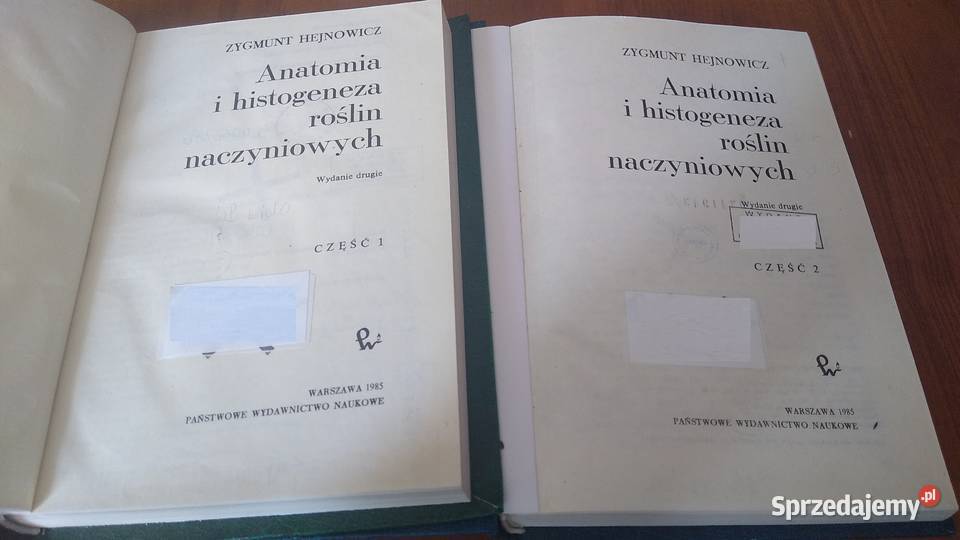 ZYGMUNT HEJNOWICZ
Anatomia
i histogeneza
roślin
naczyniowych
Wydanie drugie
CZĘŚĆ 1
WARSZAWA 1985
PAŃSTWOWE WYDAWNICTWO NAUKOWE
ZYGMUNT HEJNOWICZ
Anatomia
i histogeneza
roślin
naczyniowych
Wydanie drugie
CZĘŚĆ 2
WARSZAWA 1985
PAŃSTWOWE WYDAWNICTWO NAUKOWE
Sprzedajemy.pl